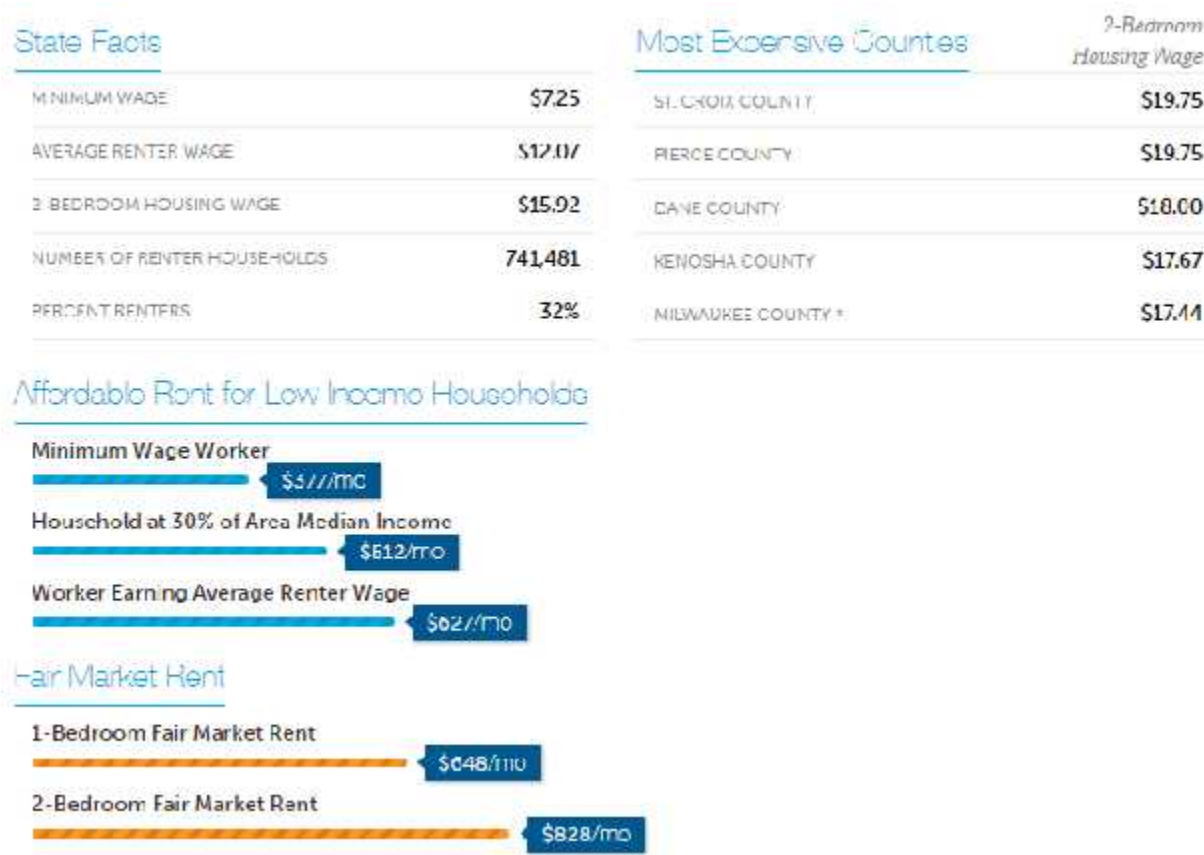 State Facts
MINIMUM WAGE $7.25
AVERAGE RENTER WAGE $12.07
2-BEDROOM HOUSING WAGE $15.92
NUMBER OF RENTER HOUSEHOLDS 741,481
PERCENT RENTERS 32%
Most Expensive Counties
2-Bedroom
Housing Wage
ST. CROIX COUNTY $19.75
PIERCE COUNTY $19.75
DANE COUNTY $18.00
KENOSHA COUNTY $17.67
MILWAUKEE COUNTY * $17.44
Affordable Rent for Low Income Households
Minimum Wage Worker
$377/mo
Household at 30% of Area Median Income
$512/mo
Worker Earning Average Renter Wage
$627/mo
Fair Market Rent
1-Bedroom Fair Market Rent
$648/mo
2-Bedroom Fair Market Rent
$828/mo